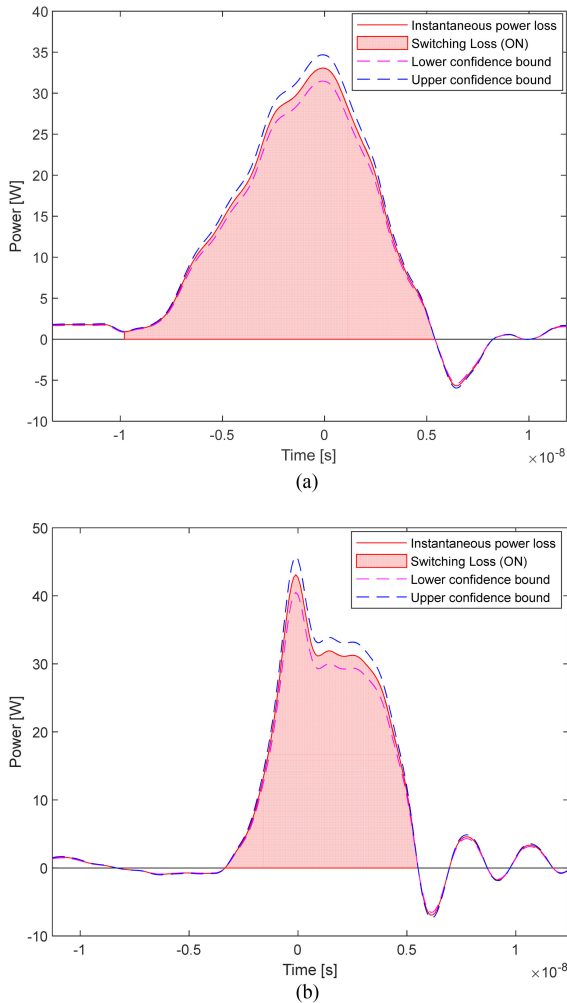 40
35
30
25
20
15
10
5
0
-5
-10
Power [W]
Instantaneous power loss
Switching Loss (ON)
Lower confidence bound
Upper confidence bound
-1 -0.5 0 0.5 1
Time [s]
×10-8
(a)
50
40
30
20
10
0
-10
Power [W]
Instantaneous power loss
Switching Loss (ON)
Lower confidence bound
Upper confidence bound
-1 -0.5 0 0.5 1
Time [s]
×10-8
(b)